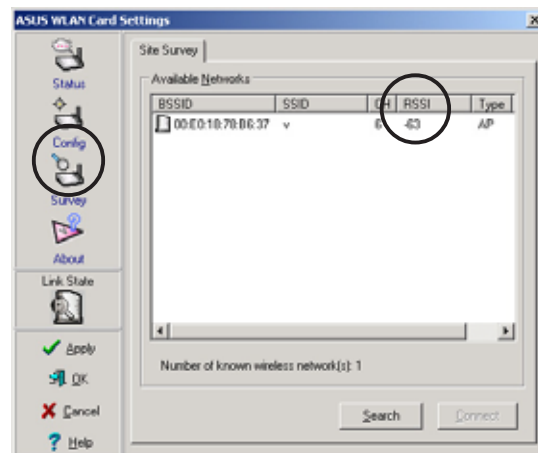 ASUS WLAN Card Settings
Status
Config
Survey
About
Link State
Apply
OK
Cancel
Help
Site Survey
Available Networks
BSSID SSID CH RSSI Type
00:E0:18:78:B6:37 v 6 -63 AP
Number of known wireless network(s): 1
Search Connect